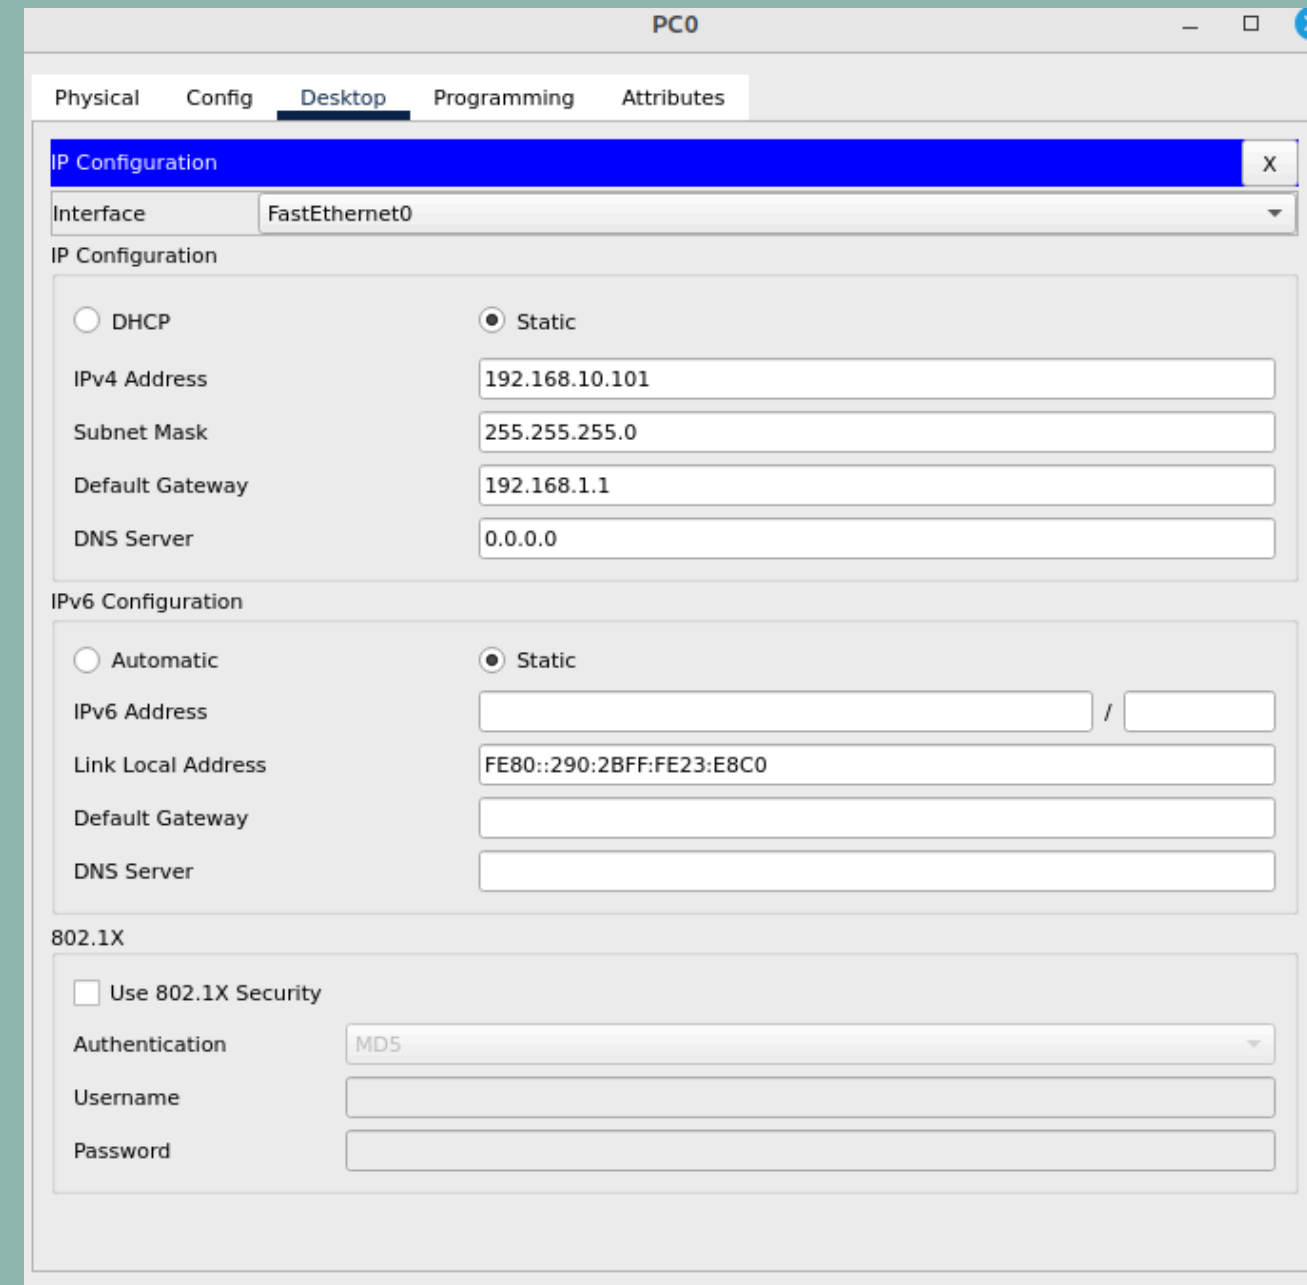 PC0
Physical Config Desktop Programming Attributes
IP Configuration X
Interface FastEthernet0
IP Configuration
DHCP Static
IPv4 Address 192.168.10.101
Subnet Mask 255.255.255.0
Default Gateway 192.168.1.1
DNS Server 0.0.0.0
IPv6 Configuration
Automatic Static
IPv6 Address /
Link Local Address FE80::290:2BFF:FE23:E8C0
Default Gateway
DNS Server
802.1X
Use 802.1X Security
Authentication MD5
Username
Password